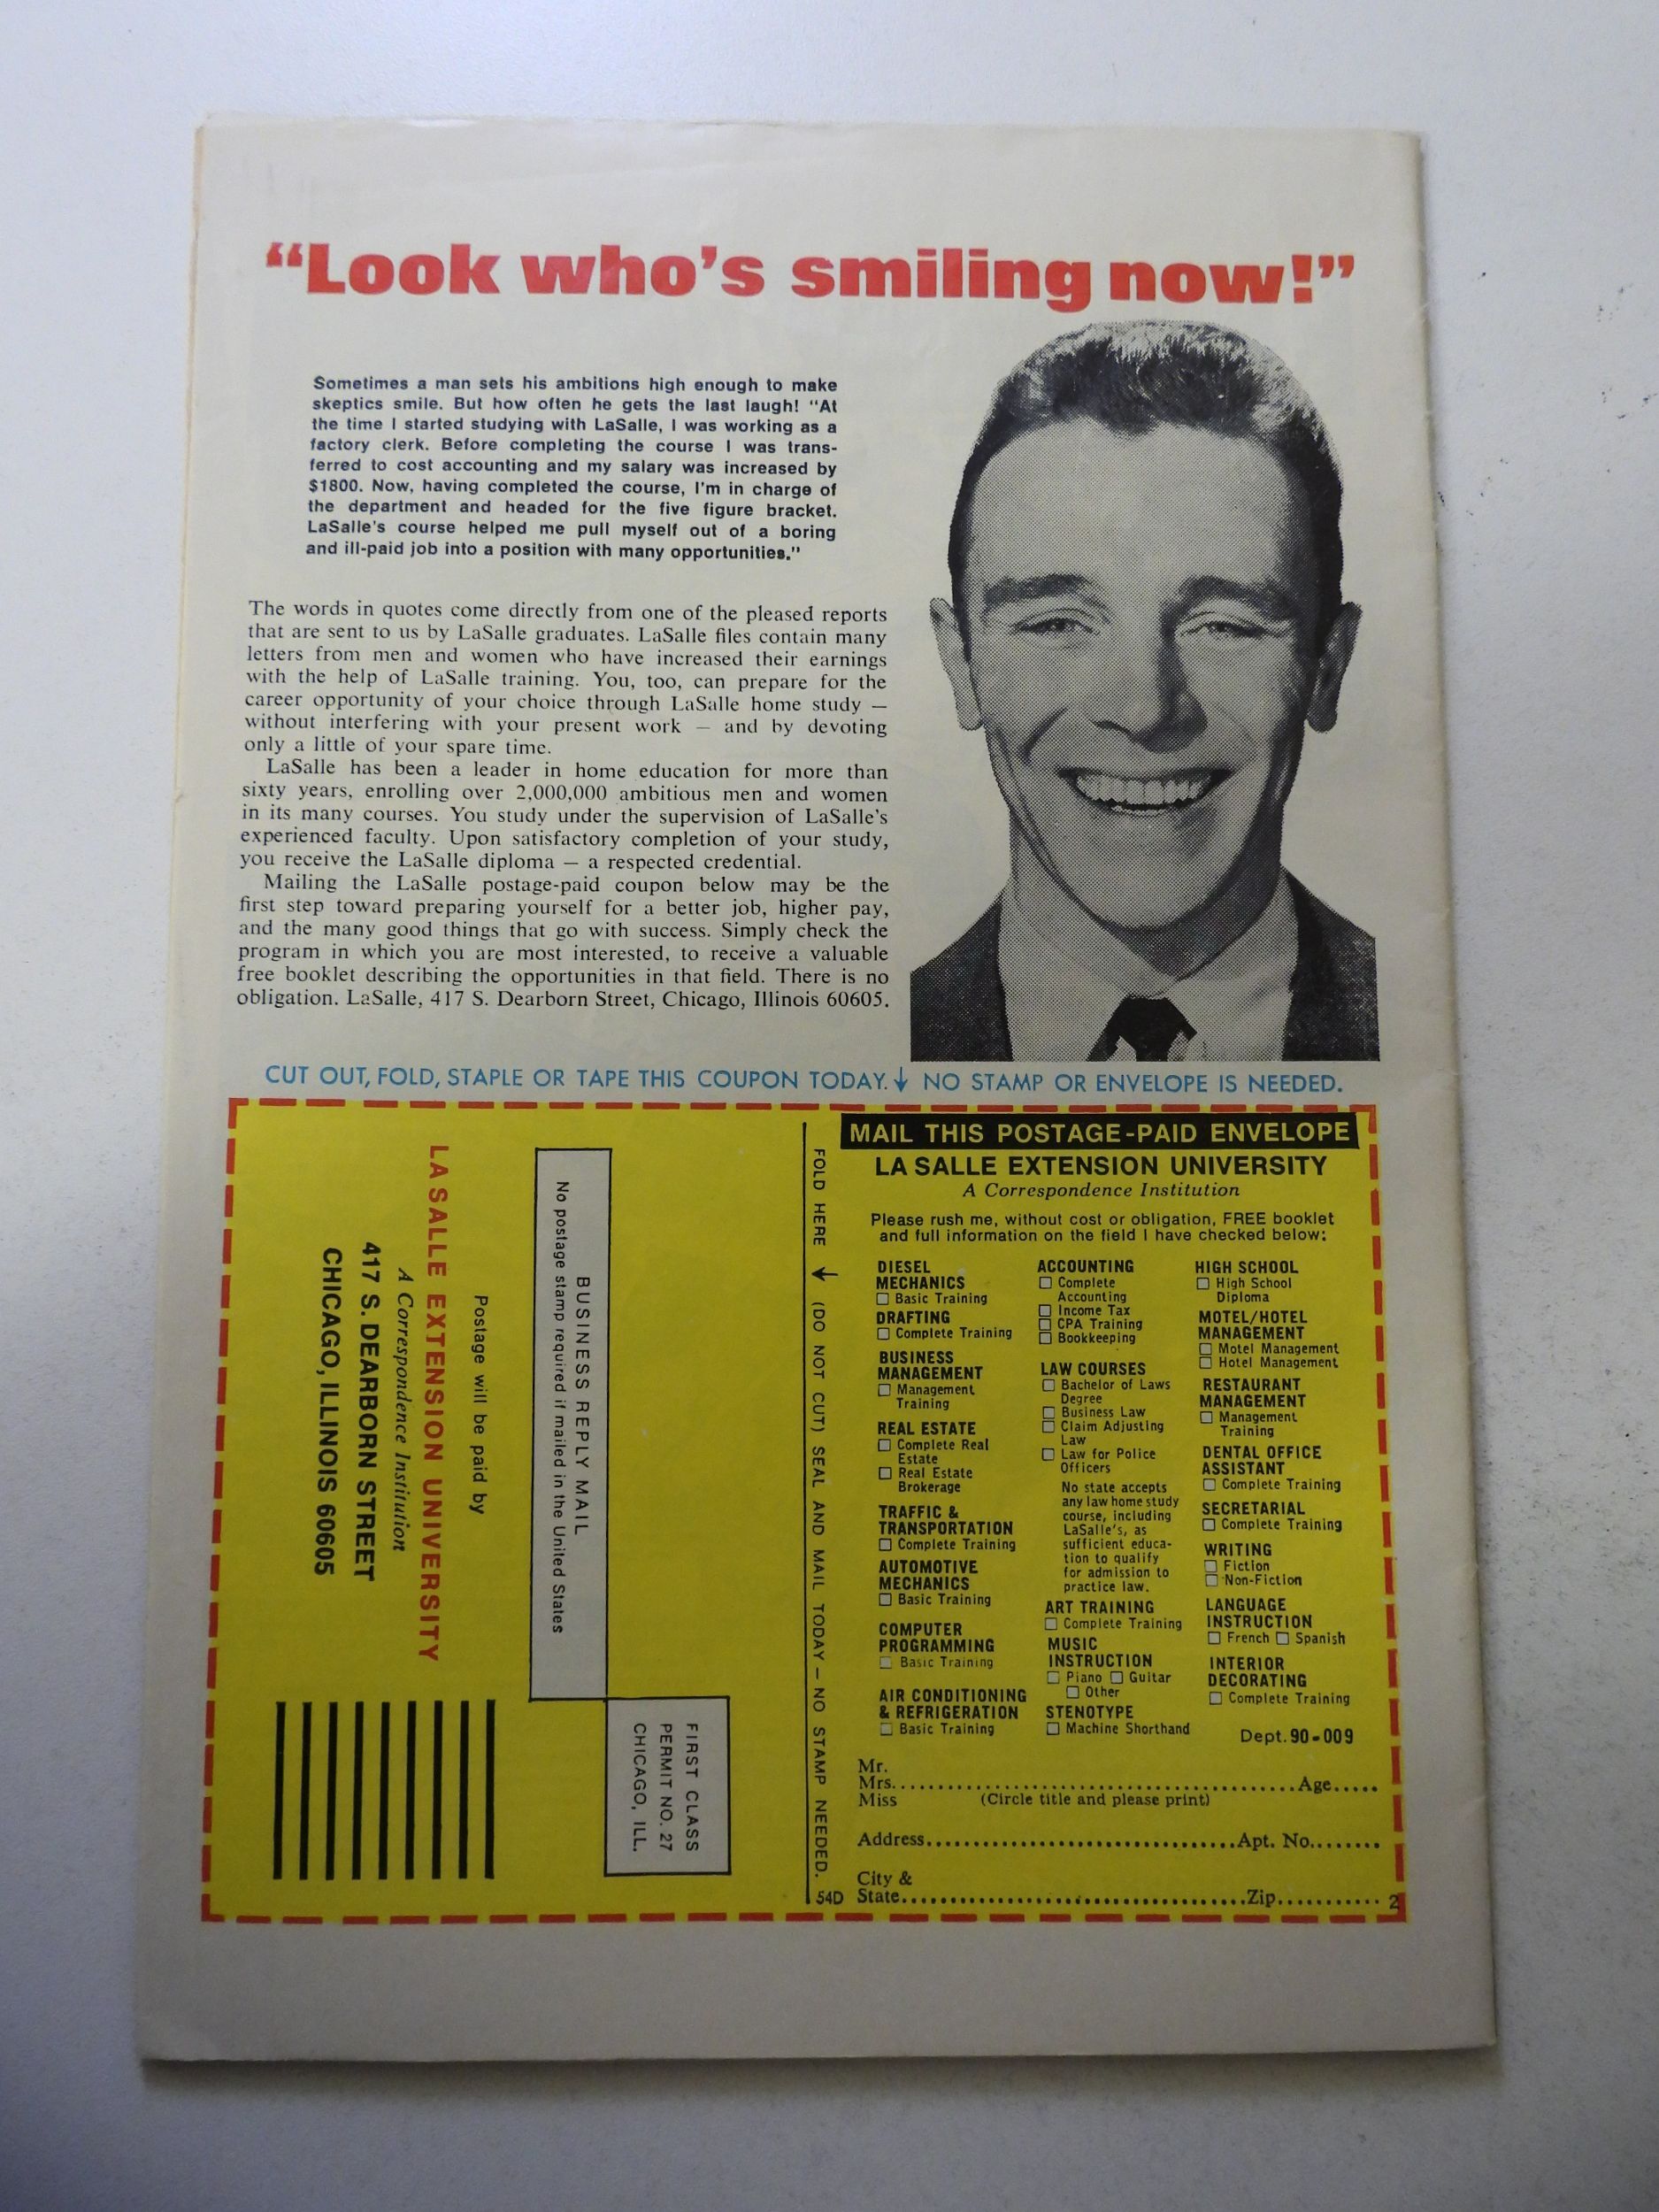 “Look who’s smiling now!”
Sometimes a man sets his ambitions high enough to make
skeptics smile. But how often he gets the last laugh! “At
the time I started studying with LaSalle, I was working as a
factory clerk. Before completing the course I was trans-
ferred to cost accounting and my salary was increased by
$1800. Now, having completed the course, I'm in charge of
the department and headed for the five figure bracket.
LaSalle's course helped me pull myself out of a boring
and ill-paid job into a position with many opportunities.”
The words in quotes come directly from one of the pleased reports
that are sent to us by LaSalle graduates. LaSalle files contain many
letters from men and women who have increased their earnings
with the help of LaSalle training. You, too, can prepare for the
career opportunity of your choice through LaSalle home study —
without interfering with your present work — and by devoting
only a little of your spare time.
LaSalle has been a leader in home education for more than
sixty years, enrolling over 2,000,000 ambitious men and women
in its many courses. You study under the supervision of LaSalle's
experienced faculty. Upon satisfactory completion of your study,
you receive the LaSalle diploma — a respected credential.
Mailing the LaSalle postage-paid coupon below may be the
first step toward preparing yourself for a better job, higher pay,
and the many good things that go with success. Simply check the
program in which you are most interested, to receive a valuable
free booklet describing the opportunities in that field. There is no
obligation. LaSalle, 417 S. Dearborn Street, Chicago, Illinois 60605.
CUT OUT, FOLD, STAPLE OR TAPE THIS COUPON TODAY. ↓ NO STAMP OR ENVELOPE IS NEEDED.
FIRST CLASS
PERMIT NO. 27
CHICAGO, ILL.
BUSINESS REPLY MAIL
No postage stamp required if mailed in the United States
Postage will be paid by
LA SALLE EXTENSION UNIVERSITY
A Correspondence Institution
417 S. DEARBORN STREET
CHICAGO, ILLINOIS 60605
FOLD HERE ↓ (DO NOT CUT) SEAL AND MAIL TODAY — NO STAMP NEEDED.
54D
MAIL THIS POSTAGE-PAID ENVELOPE
LA SALLE EXTENSION UNIVERSITY
A Correspondence Institution
Please rush me, without cost or obligation, FREE booklet
and full information on the field I have checked below:
DIESEL
MECHANICS
☐ Basic Training
DRAFTING
☐ Complete Training
BUSINESS
MANAGEMENT
☐ Management
Training
REAL ESTATE
☐ Complete Real
Estate
☐ Real Estate
Brokerage
TRAFFIC &
TRANSPORTATION
☐ Complete Training
AUTOMOTIVE
MECHANICS
☐ Basic Training
COMPUTER
PROGRAMMING
☐ Basic Training
AIR CONDITIONING
& REFRIGERATION
☐ Basic Training
ACCOUNTING
☐ Complete
Accounting
☐ Income Tax
☐ CPA Training
☐ Bookkeeping
LAW COURSES
☐ Bachelor of Laws
Degree
☐ Business Law
☐ Claim Adjusting
Law
☐ Law for Police
Officers
No state accepts
any law home study
course, including
LaSalle's, as
sufficient educa-
tion to qualify
for admission to
practice law.
ART TRAINING
☐ Complete Training
MUSIC
INSTRUCTION
☐ Piano ☐ Guitar
☐ Other
STENOTYPE
☐ Machine Shorthand
HIGH SCHOOL
☐ High School
Diploma
MOTEL/HOTEL
MANAGEMENT
☐ Motel Management
☐ Hotel Management
RESTAURANT
MANAGEMENT
☐ Management
Training
DENTAL OFFICE
ASSISTANT
☐ Complete Training
SECRETARIAL
☐ Complete Training
WRITING
☐ Fiction
☐ Non-Fiction
LANGUAGE
INSTRUCTION
☐ French ☐ Spanish
INTERIOR
DECORATING
☐ Complete Training
Dept. 90-009
Mr.
Mrs. ........ Age.....
Miss (Circle title and please print)
Address........ Apt. No........
City &
State........ Zip........... 2